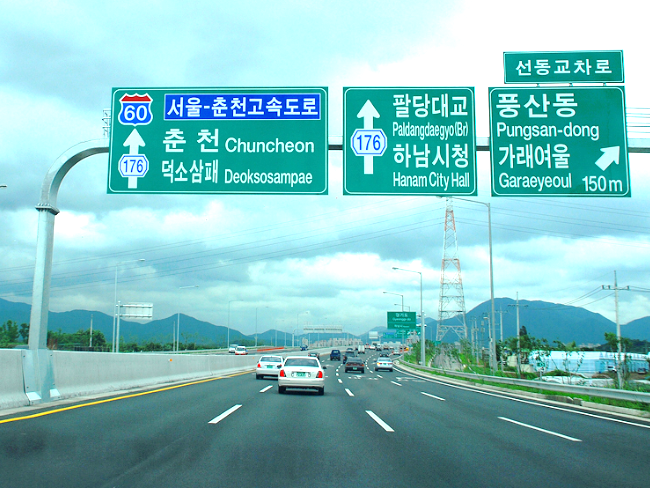 60 서울-춘천고속도로
춘천 Chuncheon
176 덕소삼패 Deoksosampae
팔당대교
Paldangdaegyo(Br)
176
하남시청
Hanam City Hall
선동교차로
풍산동
Pungsan-dong
가래여울
Garaeyeoul 150m